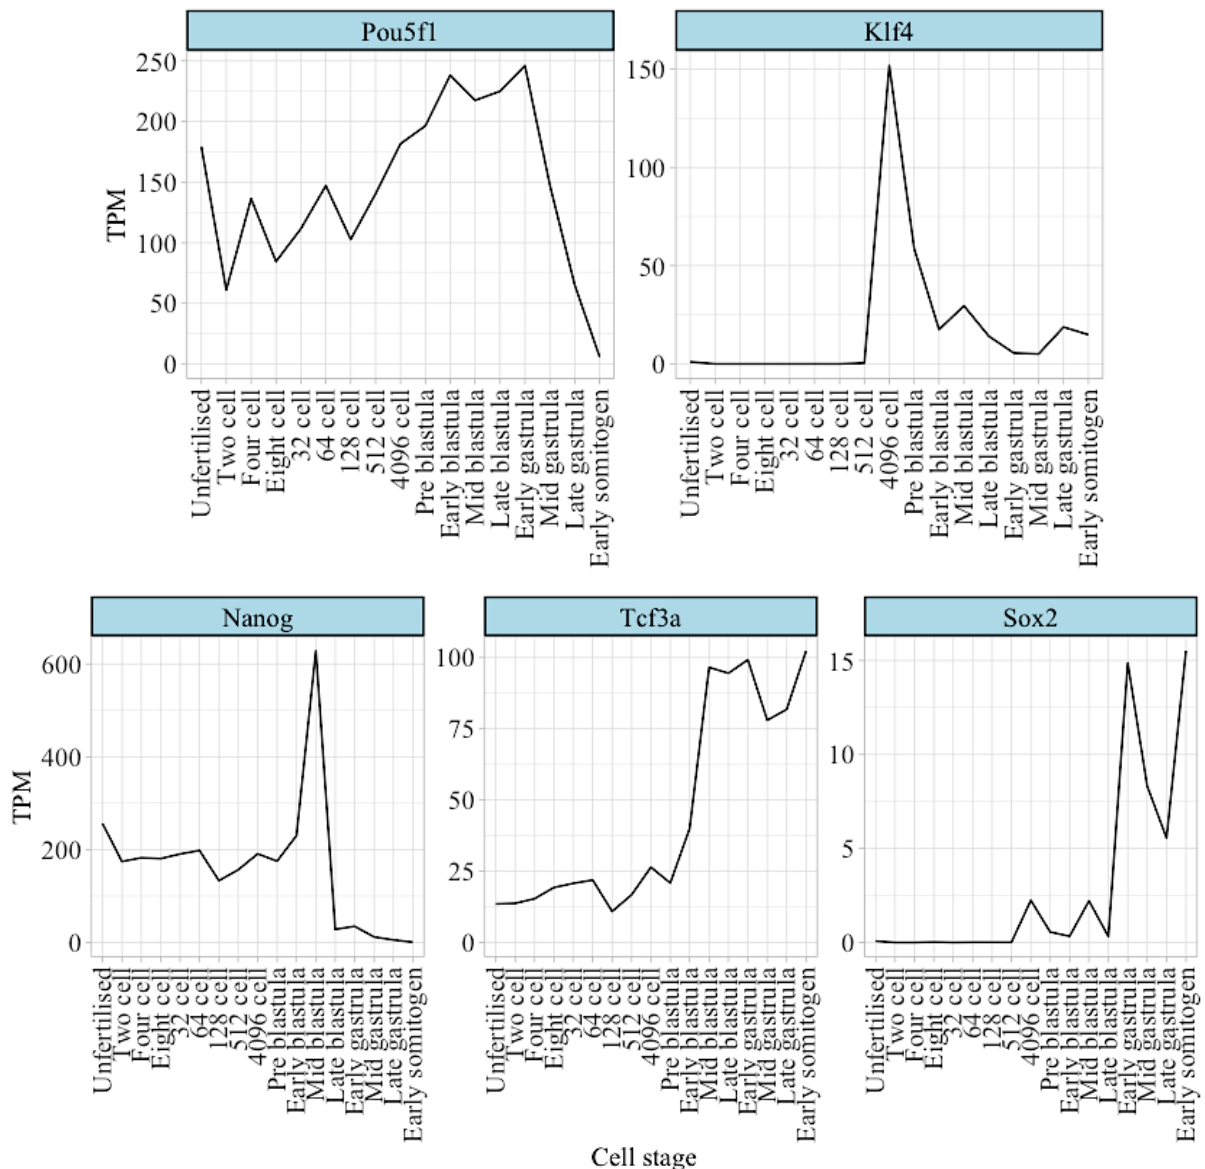 Pou5f1
Klf4
TPM
250
200
150
100
50
0
150
100
50
0
Unfertilised
Two cell
Four cell
Eight cell
32 cell
64 cell
128 cell
512 cell
4096 cell
Pre blastula
Early blastula
Mid blastula
Late blastula
Early gastrula
Mid gastrula
Late gastrula
Early somitogen
Unfertilised
Two cell
Four cell
Eight cell
32 cell
64 cell
128 cell
512 cell
4096 cell
Pre blastula
Early blastula
Mid blastula
Late blastula
Early gastrula
Mid gastrula
Late gastrula
Early somitogen
Nanog
Tcf3a
Sox2
TPM
600
400
200
0
100
75
50
25
0
15
10
5
0
Unfertilised
Two cell
Four cell
Eight cell
32 cell
64 cell
128 cell
512 cell
4096 cell
Pre blastula
Early blastula
Mid blastula
Late blastula
Early gastrula
Mid gastrula
Late gastrula
Early somitogen
Unfertilised
Two cell
Four cell
Eight cell
32 cell
64 cell
128 cell
512 cell
4096 cell
Pre blastula
Early blastula
Mid blastula
Late blastula
Early gastrula
Mid gastrula
Late gastrula
Early somitogen
Unfertilised
Two cell
Four cell
Eight cell
32 cell
64 cell
128 cell
512 cell
4096 cell
Pre blastula
Early blastula
Mid blastula
Late blastula
Early gastrula
Mid gastrula
Late gastrula
Early somitogen
Cell stage